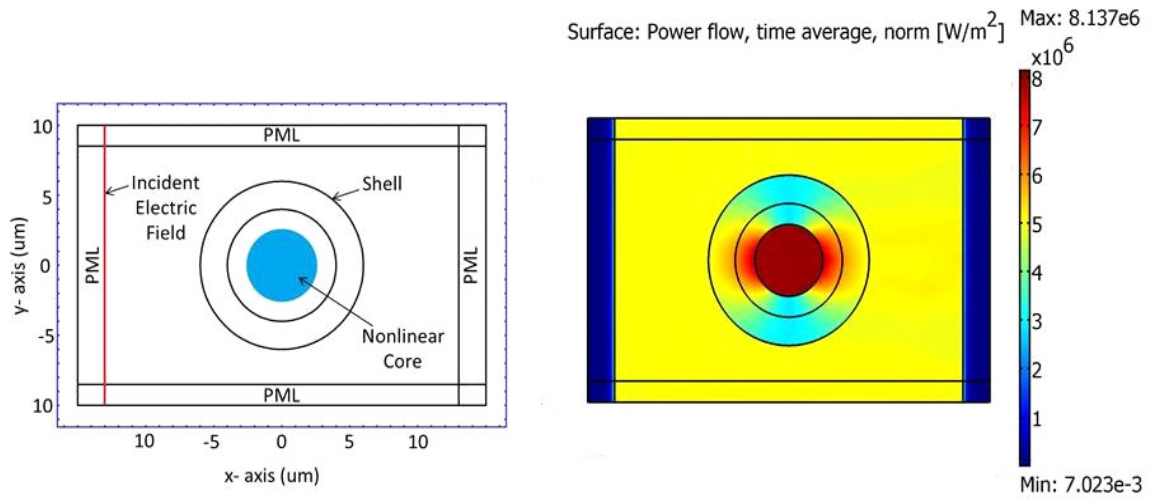 Surface: Power flow, time average, norm [W/m²]
Max: 8.137e6
x10⁶
8
7
6
5
4
3
2
1
Min: 7.023e-3
10
5
0
-5
10
y- axis (um)
PML
PML
PML
PML
Incident
Electric
Field
Shell
Nonlinear
Core
10
-5
0
5
10
x- axis (um)